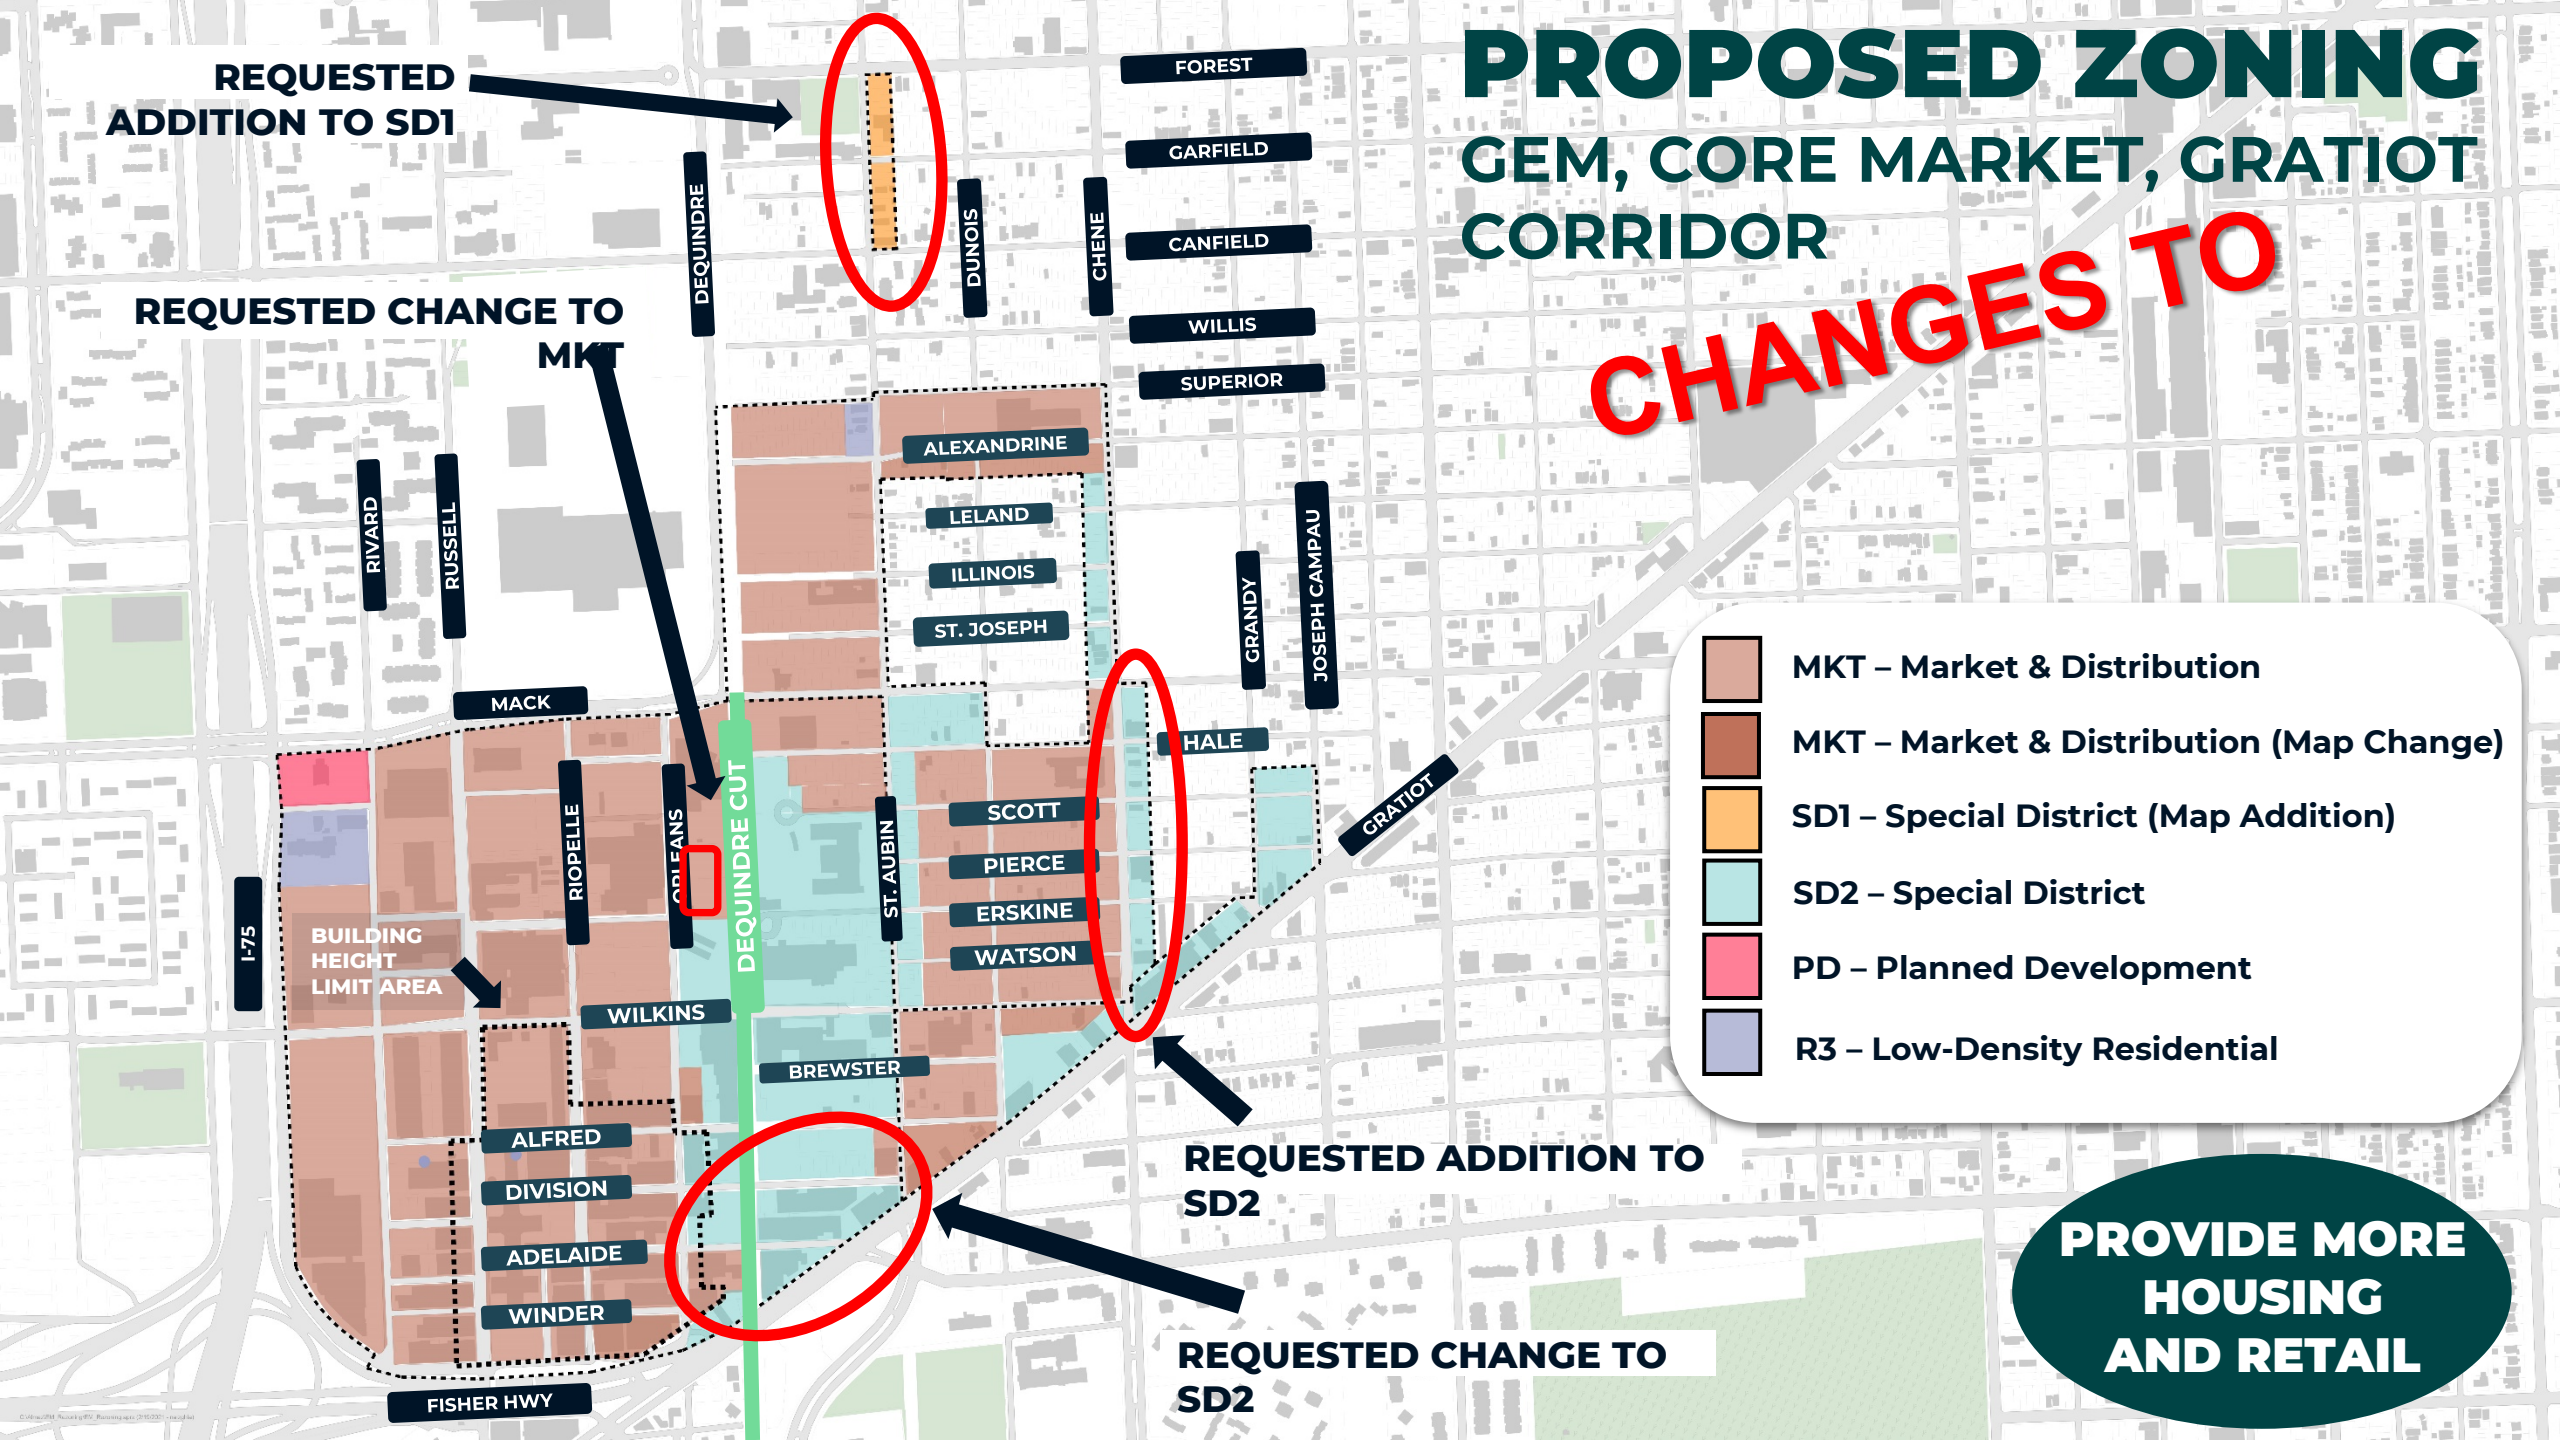 PROPOSED ZONING
GEM, CORE MARKET, GRATIOT
CORRIDOR
CHANGES TO
REQUESTED
ADDITION TO SD1
REQUESTED CHANGE TO
MKT
FOREST
GARFIELD
CANFIELD
WILLIS
SUPERIOR
DEQUINDRE
DUNOIS
CHENE
ALEXANDRINE
LELAND
ILLINOIS
ST. JOSEPH
RIVARD
RUSSELL
GRANDY
JOSEPH CAMPAU
MACK
HALE
GRATIOT
RIOPELLE
ORLEANS
DEQUINDRE CUT
ST. AUBIN
SCOTT
PIERCE
ERSKINE
WATSON
I-75
BUILDING
HEIGHT
LIMIT AREA
WILKINS
BREWSTER
ALFRED
DIVISION
ADELAIDE
WINDER
FISHER HWY
MKT – Market & Distribution
MKT – Market & Distribution (Map Change)
SD1 – Special District (Map Addition)
SD2 – Special District
PD – Planned Development
R3 – Low-Density Residential
REQUESTED ADDITION TO
SD2
REQUESTED CHANGE TO
SD2
PROVIDE MORE
HOUSING
AND RETAIL